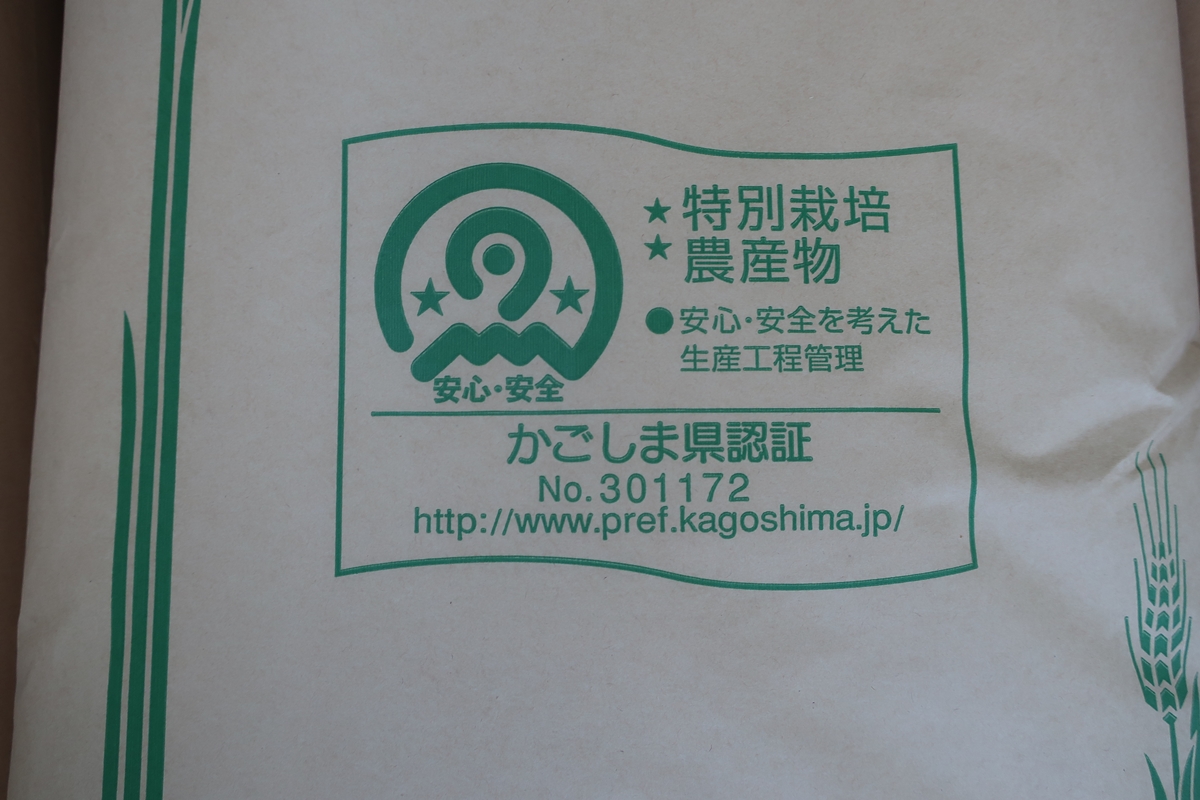 ★特別栽培
★農産物
●安心・安全を考えた
生産工程管理
安心・安全
かごしま県認証
No.301172
http://www.pref.kagoshima.jp/